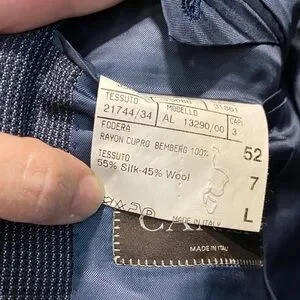 TESSUTO MODELLO CAPI
21744/34 AL 13290/00 3
FODERA
RAYON CUPRO BEMBERG 100%
52
TESSUTO
55% Silk-45% Wool
7
L
MADE IN ITALY
MADE IN ITALY